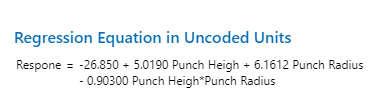 Regression Equation in Uncoded Units
Respone = -26.850 + 5.0190 Punch Heigh + 6.1612 Punch Radius
- 0.90300 Punch Heigh*Punch Radius